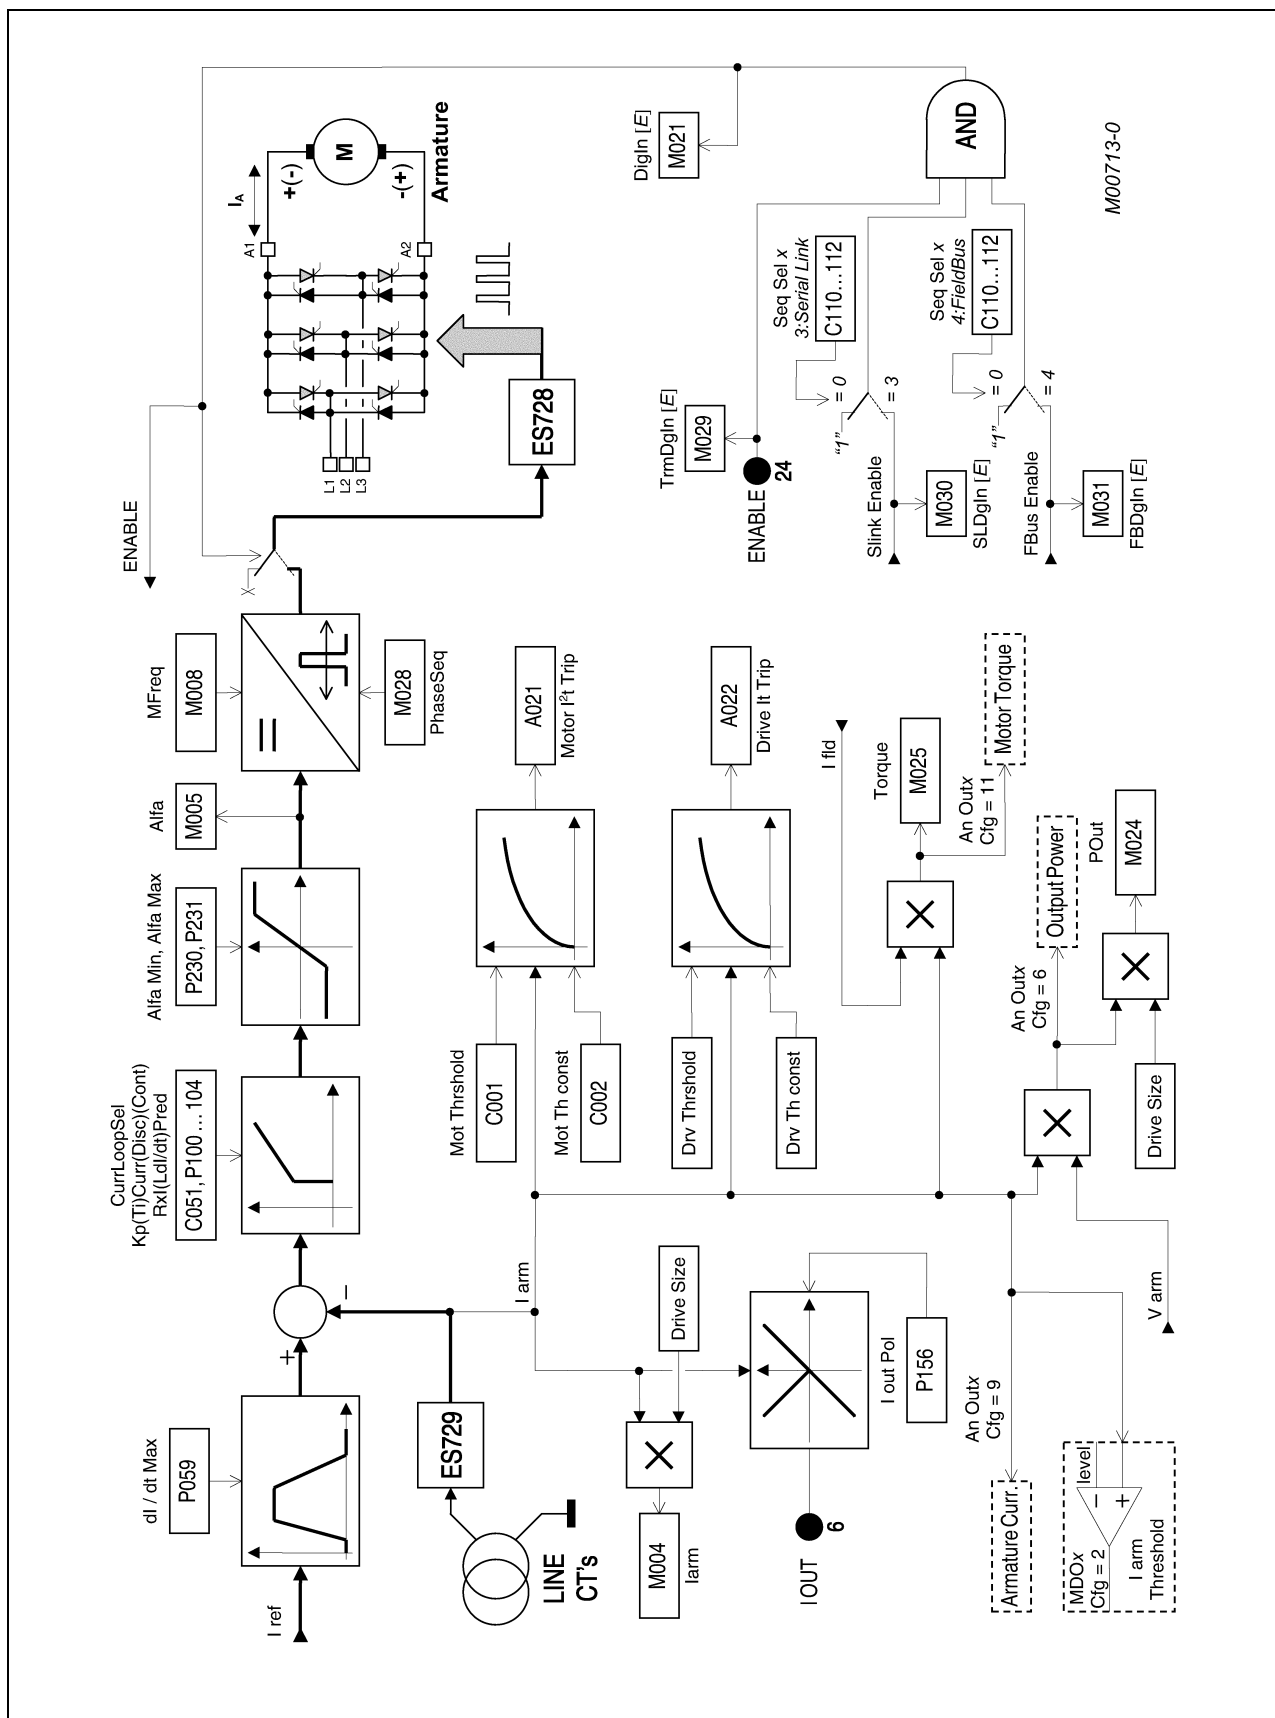 dI / dt Max
P059
I ref
+
−
CurrLoopSel
Kp(Ti)Curr(Disc)(Cont)
RxI(LdI/dt)Pred
C051, P100 ... 104
Alfa Min, Alfa Max
P230, P231
Alfa
M005
MFreq
M008
M028
PhaseSeq
ENABLE
ES728
L1
L2
L3
A1
A2
IA
+(-)
-(+)
M
Armature
LINE
CT's
ES729
I arm
Mot Thrshold
C001
Mot Th const
C002
A021
Motor I²t Trip
Drv Thrshold
Drv Th const
A022
Drive It Trip
Drive Size
M004
Iarm
IOUT
6
I out Pol
P156
I fld
Torque
M025
An Outx
Cfg = 11
Motor Torque
An Outx
Cfg = 6
Output Power
POut
M024
Drive Size
V arm
An Outx
Cfg = 9
Armature Curr.
MDOx
Cfg = 2
level
−
+
I arm
Threshold
DigIn [E]
M021
TrmDgIn [E]
M029
ENABLE
24
Seq Sel x
3:Serial Link
C110...112
"1"
= 0
= 3
Slink Enable
M030
SLDgIn [E]
Seq Sel x
4:FieldBus
C110...112
"1"
= 0
= 4
FBus Enable
M031
FBDgIn [E]
AND
M00713-0